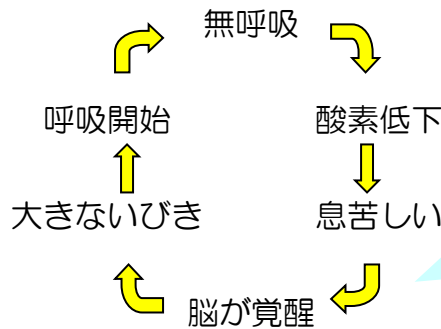 無呼吸
酸素低下
息苦しい
脳が覚醒
大きないびき
呼吸開始